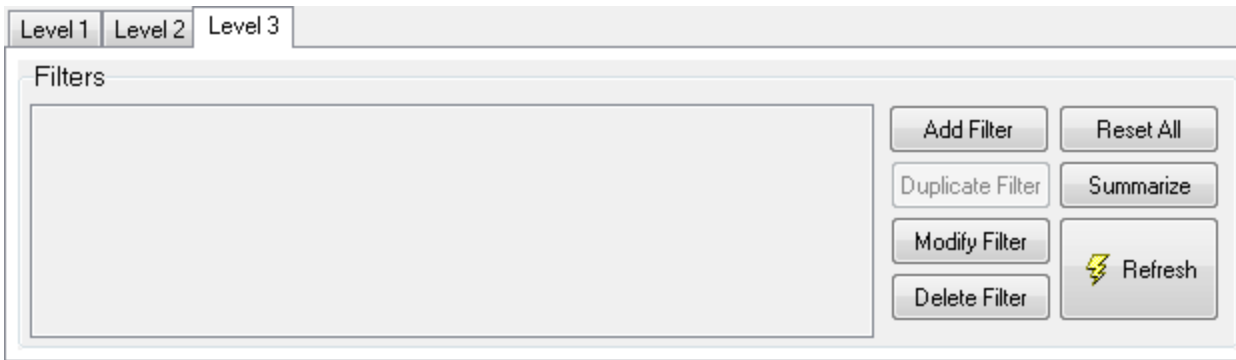 Level 1 Level 2 Level 3
Filters
Add Filter Reset All
Duplicate Filter Summarize
Modify Filter
Refresh
Delete Filter